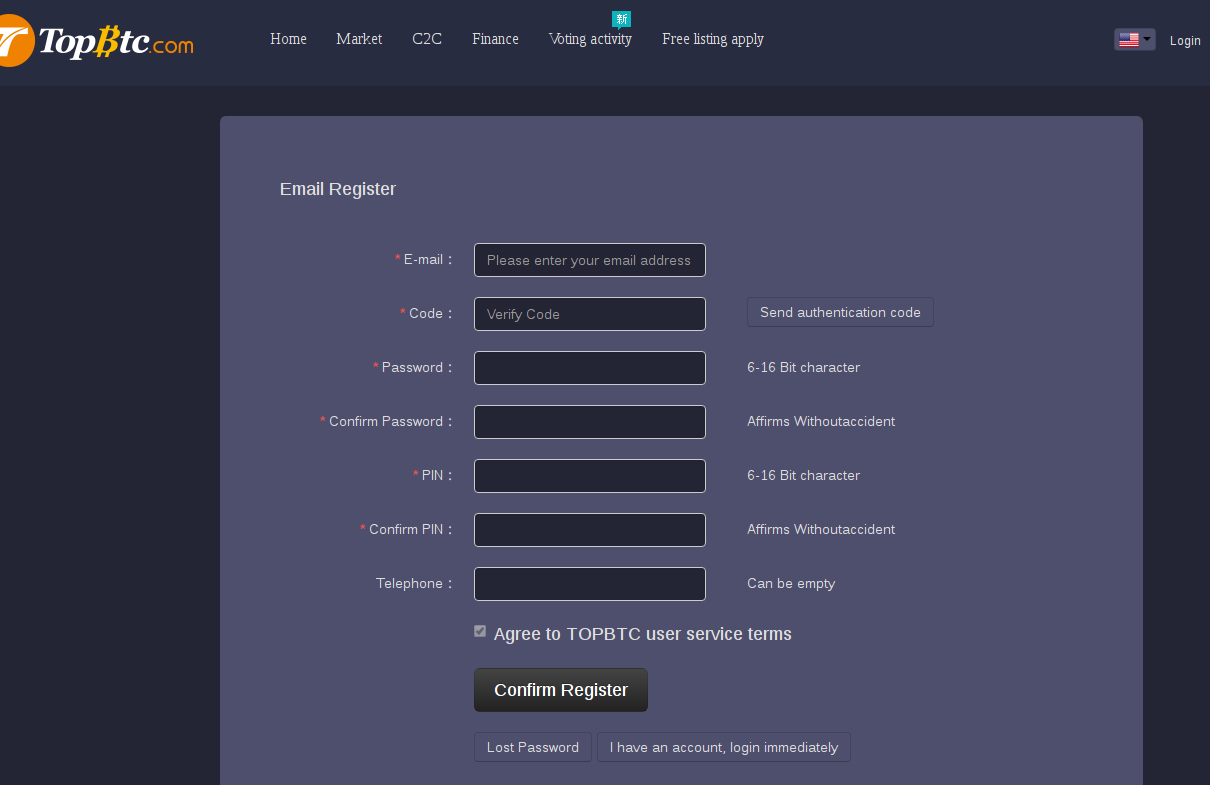 新
TopBtc.com
Home Market C2C Finance Voting activity Free listing apply Login
Email Register
* E-mail： Please enter your email address
* Code： Verify Code Send authentication code
* Password： 6-16 Bit character
* Confirm Password： Affirms Withoutaccident
* PIN： 6-16 Bit character
* Confirm PIN： Affirms Withoutaccident
Telephone： Can be empty
Agree to TOPBTC user service terms
Confirm Register
Lost Password I have an account, login immediately